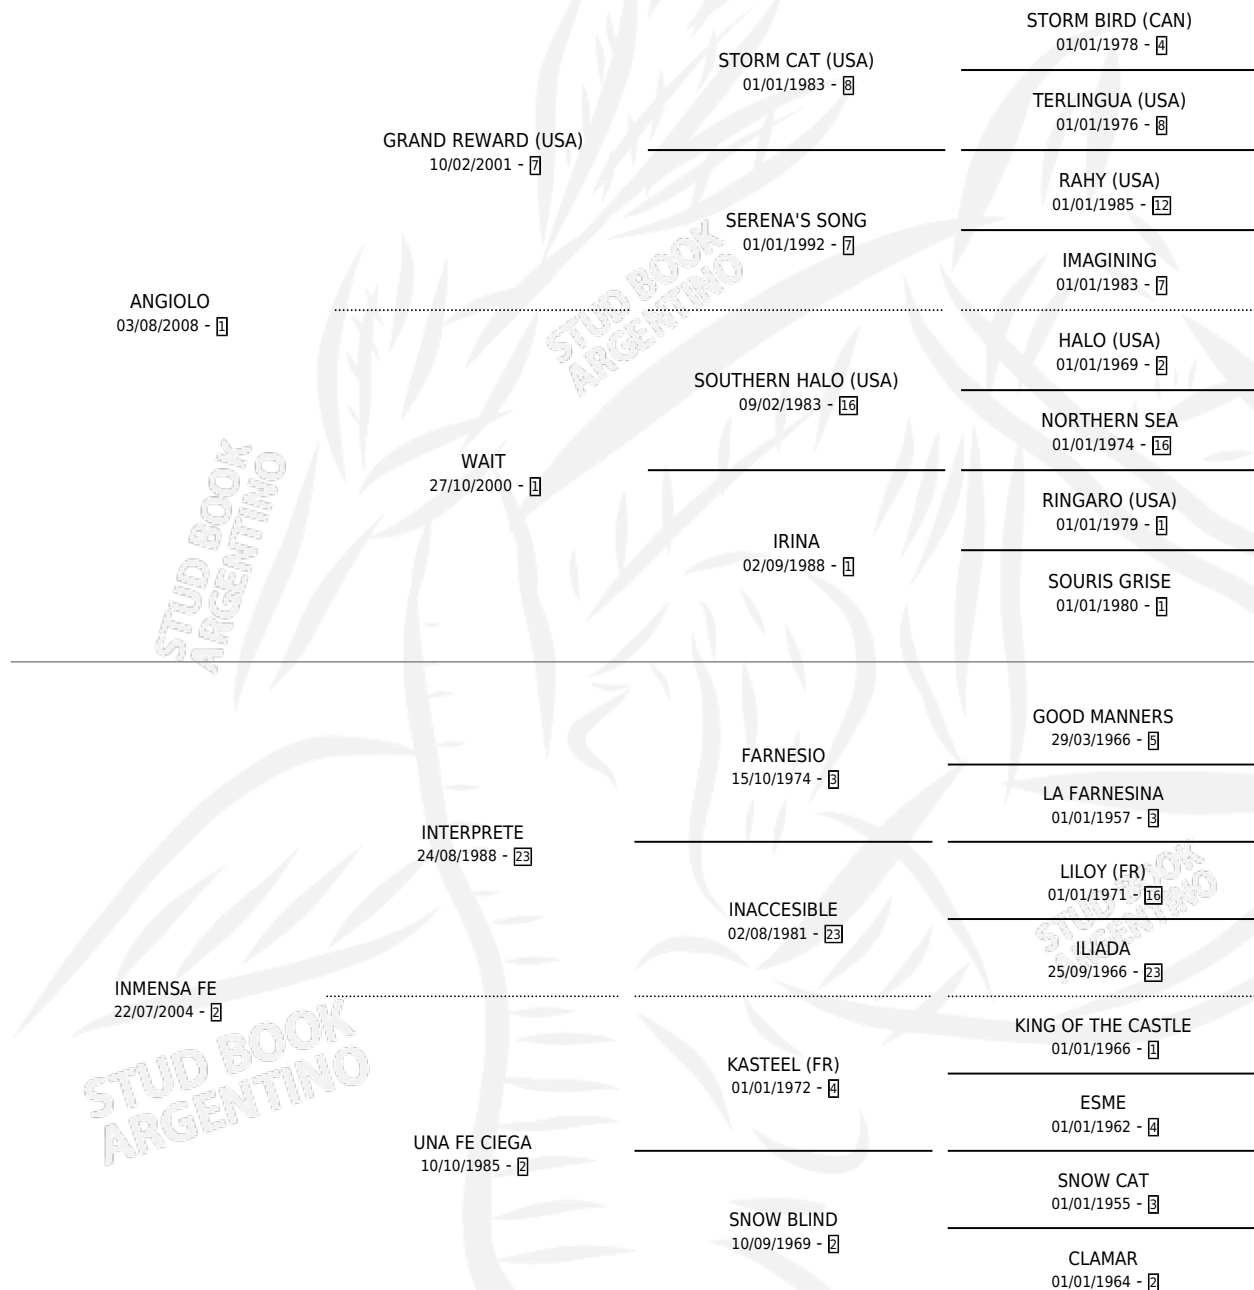 STORM BIRD (CAN)
01/01/1978 - 4
STORM CAT (USA)
01/01/1983 - 8
TERLINGUA (USA)
01/01/1976 - 8
GRAND REWARD (USA)
10/02/2001 - 7
RAHY (USA)
01/01/1985 - 12
SERENA'S SONG
01/01/1992 - 7
IMAGINING
01/01/1983 - 7
ANGIOLO
03/08/2008 - 1
HALO (USA)
01/01/1969 - 2
SOUTHERN HALO (USA)
09/02/1983 - 16
NORTHERN SEA
01/01/1974 - 16
WAIT
27/10/2000 - 1
RINGARO (USA)
01/01/1979 - 1
IRINA
02/09/1988 - 1
SOURIS GRISE
01/01/1980 - 1
GOOD MANNERS
29/03/1966 - 5
FARNESIO
15/10/1974 - 3
LA FARNESINA
01/01/1957 - 3
INTERPRETE
24/08/1988 - 23
LILOY (FR)
01/01/1971 - 16
INACCESIBLE
02/08/1981 - 23
ILIADA
25/09/1966 - 23
INMENSA FE
22/07/2004 - 2
KING OF THE CASTLE
01/01/1966 - 1
KASTEEL (FR)
01/01/1972 - 4
ESME
01/01/1962 - 4
UNA FE CIEGA
10/10/1985 - 2
SNOW CAT
01/01/1955 - 3
SNOW BLIND
10/09/1969 - 2
CLAMAR
01/01/1964 - 2
STUD BOOK
ARGENTINO
STUD BOOK
ARGENTINO
STUD BOOK
ARGENTINO
STUD BOOK
ARGENTINO